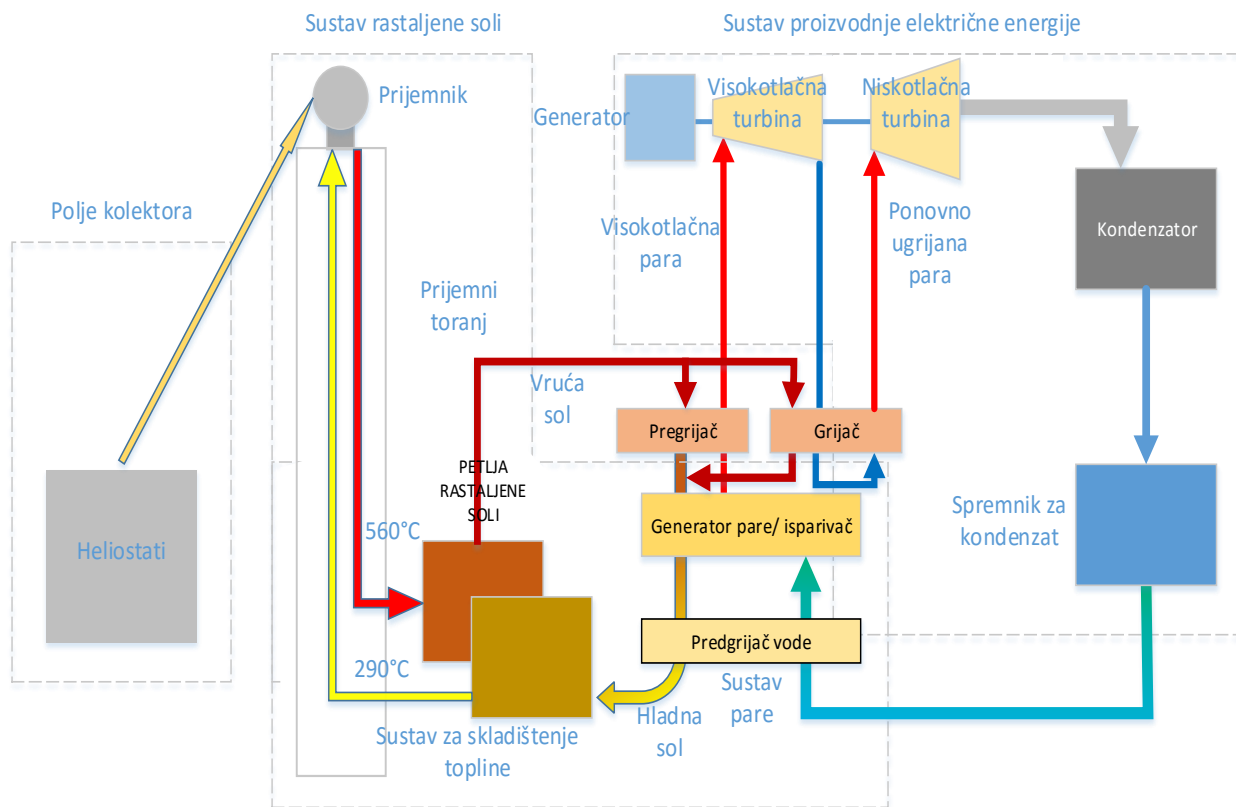 Sustav rastaljene soli
Sustav proizvodnje električne energije
Prijemnik
Generator
Visokotlačna
turbina
Niskotlačna
turbina
Polje kolektora
Visokotlačna
para
Ponovno
ugrijana
para
Kondenzator
Prijemni
toranj
Vruća
sol
Pregrijač
Grijač
PETLJA
RASTALJENE
SOLI
Generator pare/ isparivač
Spremnik za
kondenzat
560°C
Heliostati
Predgrijač vode
290°C
Sustav
pare
Hladna
sol
Sustav za skladištenje
topline